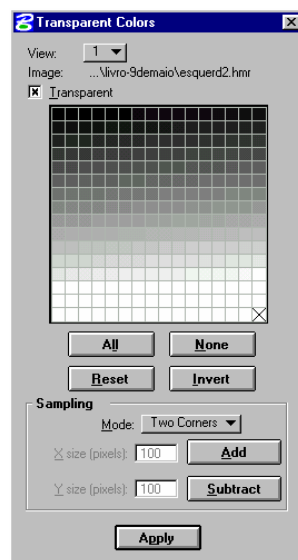 Transparent Colors
View: 1
Image: ...\livro-9demaio\esquerd2.hmr
Transparent
All None
Reset Invert
Sampling
Mode: Two Corners
X size (pixels): 100 Add
Y size (pixels): 100 Subtract
Apply